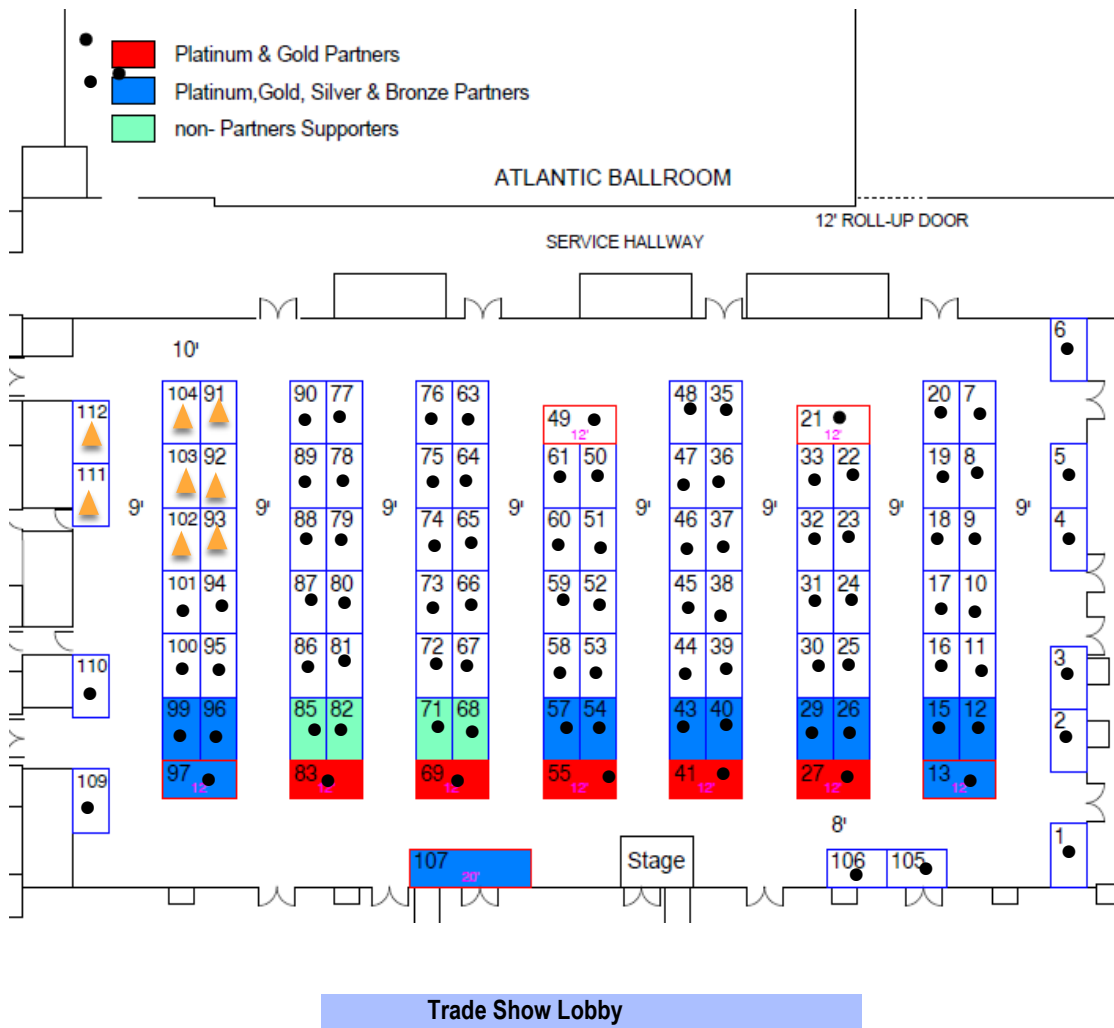 Platinum & Gold Partners
Platinum,Gold, Silver & Bronze Partners
non- Partners Supporters
ATLANTIC BALLROOM
12' ROLL-UP DOOR
SERVICE HALLWAY
6
10'
104 91 90 77 76 63 48 35 20 7
112 49 12' 21 12'
103 92 89 78 75 64 61 50 47 36 33 22 19 8 5
111
9' 9' 9' 9' 9' 9' 9' 9'
102 93 88 79 74 65 60 51 46 37 32 23 18 9 4
101 94 87 80 73 66 59 52 45 38 31 24 17 10
100 95 86 81 72 67 58 53 44 39 30 25 16 11 3
110
99 96 85 82 71 68 57 54 43 40 29 26 15 12 2
97 12' 83 12' 69 12' 55 12' 41 12' 27 12' 13 12'
109
8'
107 20' Stage 106 105 1
Trade Show Lobby